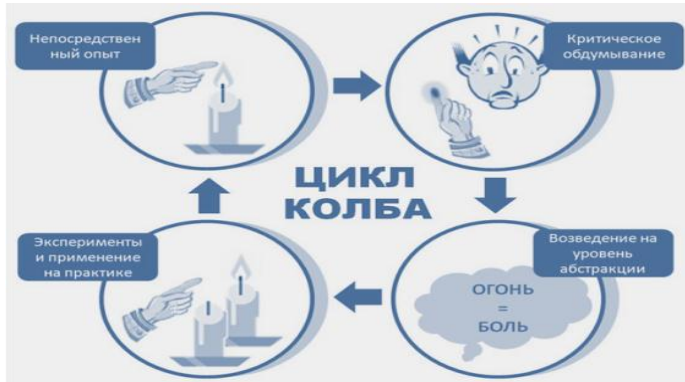 Непосредствен
ный опыт
Критическое
обдумывание
ЦИКЛ
КОЛБА
Эксперименты
и применение
на практике
Возведение на
уровень
абстракции
ОГОНЬ
=
БОЛЬ